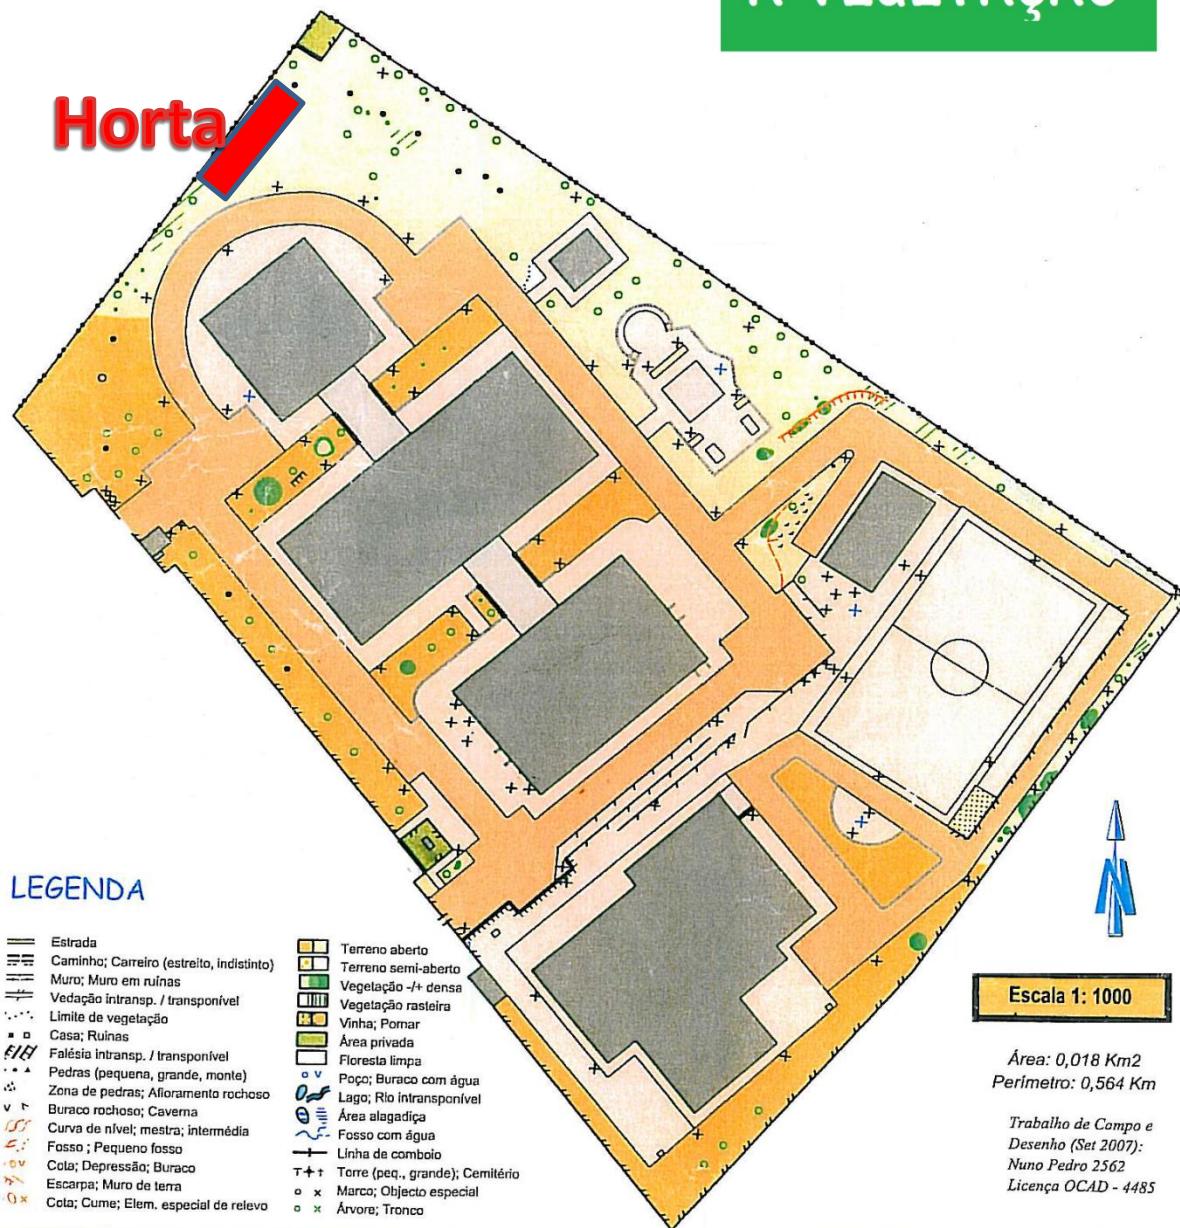 A VEGETAÇÃO
Horta
LEGENDA
Estrada
Caminho; Carreiro (estreito, indistinto)
Muro; Muro em ruinas
Vedação intransp. / transponível
Limite de vegetação
Casa; Ruinas
Falésia intransp. / transponível
Pedras (pequena, grande, monte)
Zona de pedras; Afloramento rochoso
Buraco rochoso; Caverna
Curva de nível; mestra; intermédia
Fosso ; Pequeno fosso
Cota; Depressão; Buraco
Escarpa; Muro de terra
Cota; Cume; Elem. especial de relevo
Terreno aberto
Terreno semi-aberto
Vegetação -/+ densa
Vegetação rasteira
Vinha; Pomar
Área privada
Floresta limpa
Poço; Buraco com água
Lago; Rio intransponível
Área alagadiça
Fosso com água
Linha de comboio
Torre (peq., grande); Cemitério
Marco; Objecto especial
Árvore; Tronco
N
Escala 1: 1000
Área: 0,018 Km2
Perímetro: 0,564 Km
Trabalho de Campo e
Desenho (Set 2007):
Nuno Pedro 2562
Licença OCAD - 4485